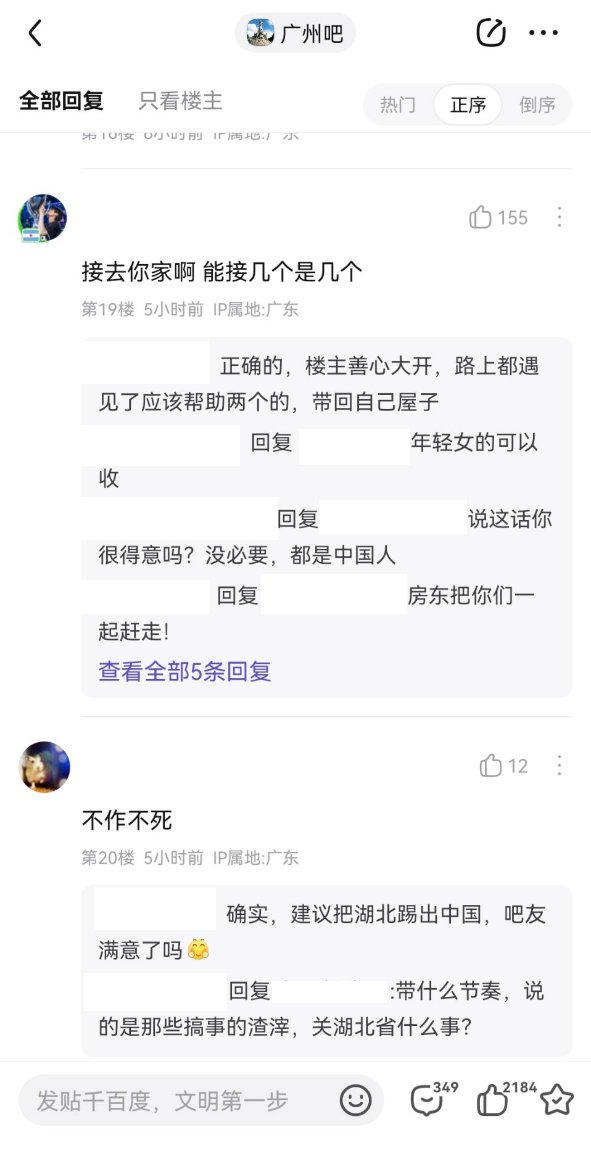 广州吧
全部回复 只看楼主 热门 正序 倒序
第16楼 6小时前 IP属地:广东
155
接去你家啊 能接几个是几个
第19楼 5小时前 IP属地:广东
正确的，楼主善心大开，路上都遇
见了应该帮助两个的，带回自己屋子
回复 年轻女的可以
收
回复 说这话你
很得意吗？没必要，都是中国人
回复 房东把你们一
起赶走！
查看全部5条回复
12
不作不死
第20楼 5小时前 IP属地:广东
确实，建议把湖北踢出中国，吧友
满意了吗🤗
回复 :带什么节奏，说
的是那些搞事的渣滓，关湖北省什么事？
发贴千百度，文明第一步 349 2184